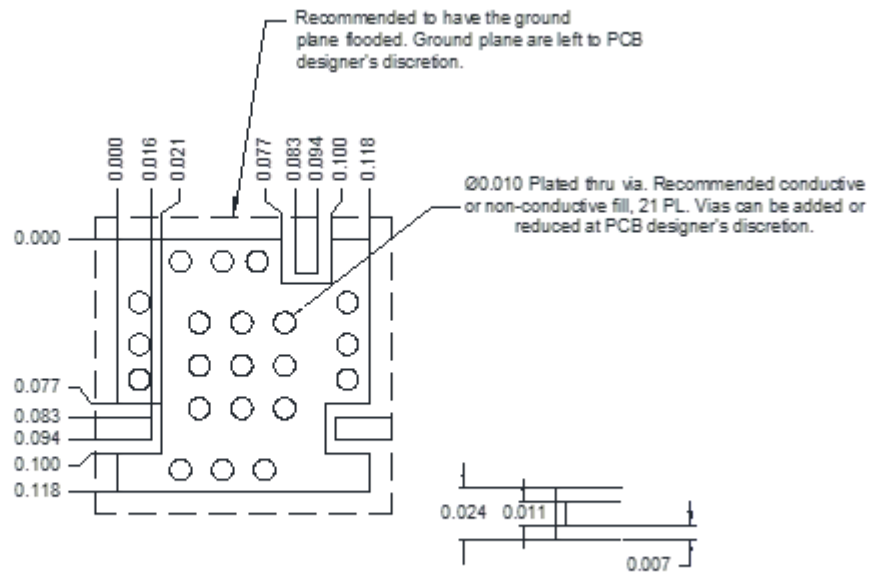 Recommended to have the ground
plane flooded. Ground plane are left to PCB
designer's discretion.
0.000
0.016
0.021
0.077
0.083
0.094
0.100
0.118
Ø0.010 Plated thru via. Recommended conductive
or non-conductive fill, 21 PL. Vias can be added or
reduced at PCB designer's discretion.
0.000
0.077
0.083
0.094
0.100
0.118
0.024
0.011
0.007